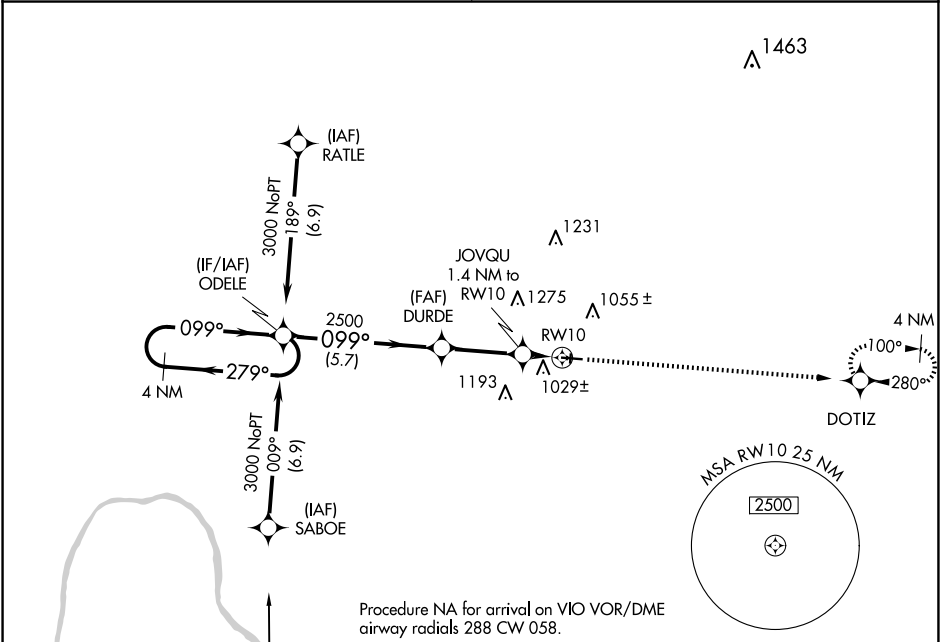 1463
(IAF)
RATLE
3000 NoPT
189°
(6.9)
1231
JOVQU
1.4 NM to
RW10
1275
1055 ±
(IF/IAF)
ODELE
(FAF)
DURDE
RW10
4 NM
099°
2500
099°
(5.7)
100°
279°
4 NM
1193
1029±
280°
DOTIZ
3000 NoPT
009°
(6.9)
(IAF)
SABOE
MSA RW10 25 NM
2500
Procedure NA for arrival on VIO VOR/DME
airway radials 288 CW 058.